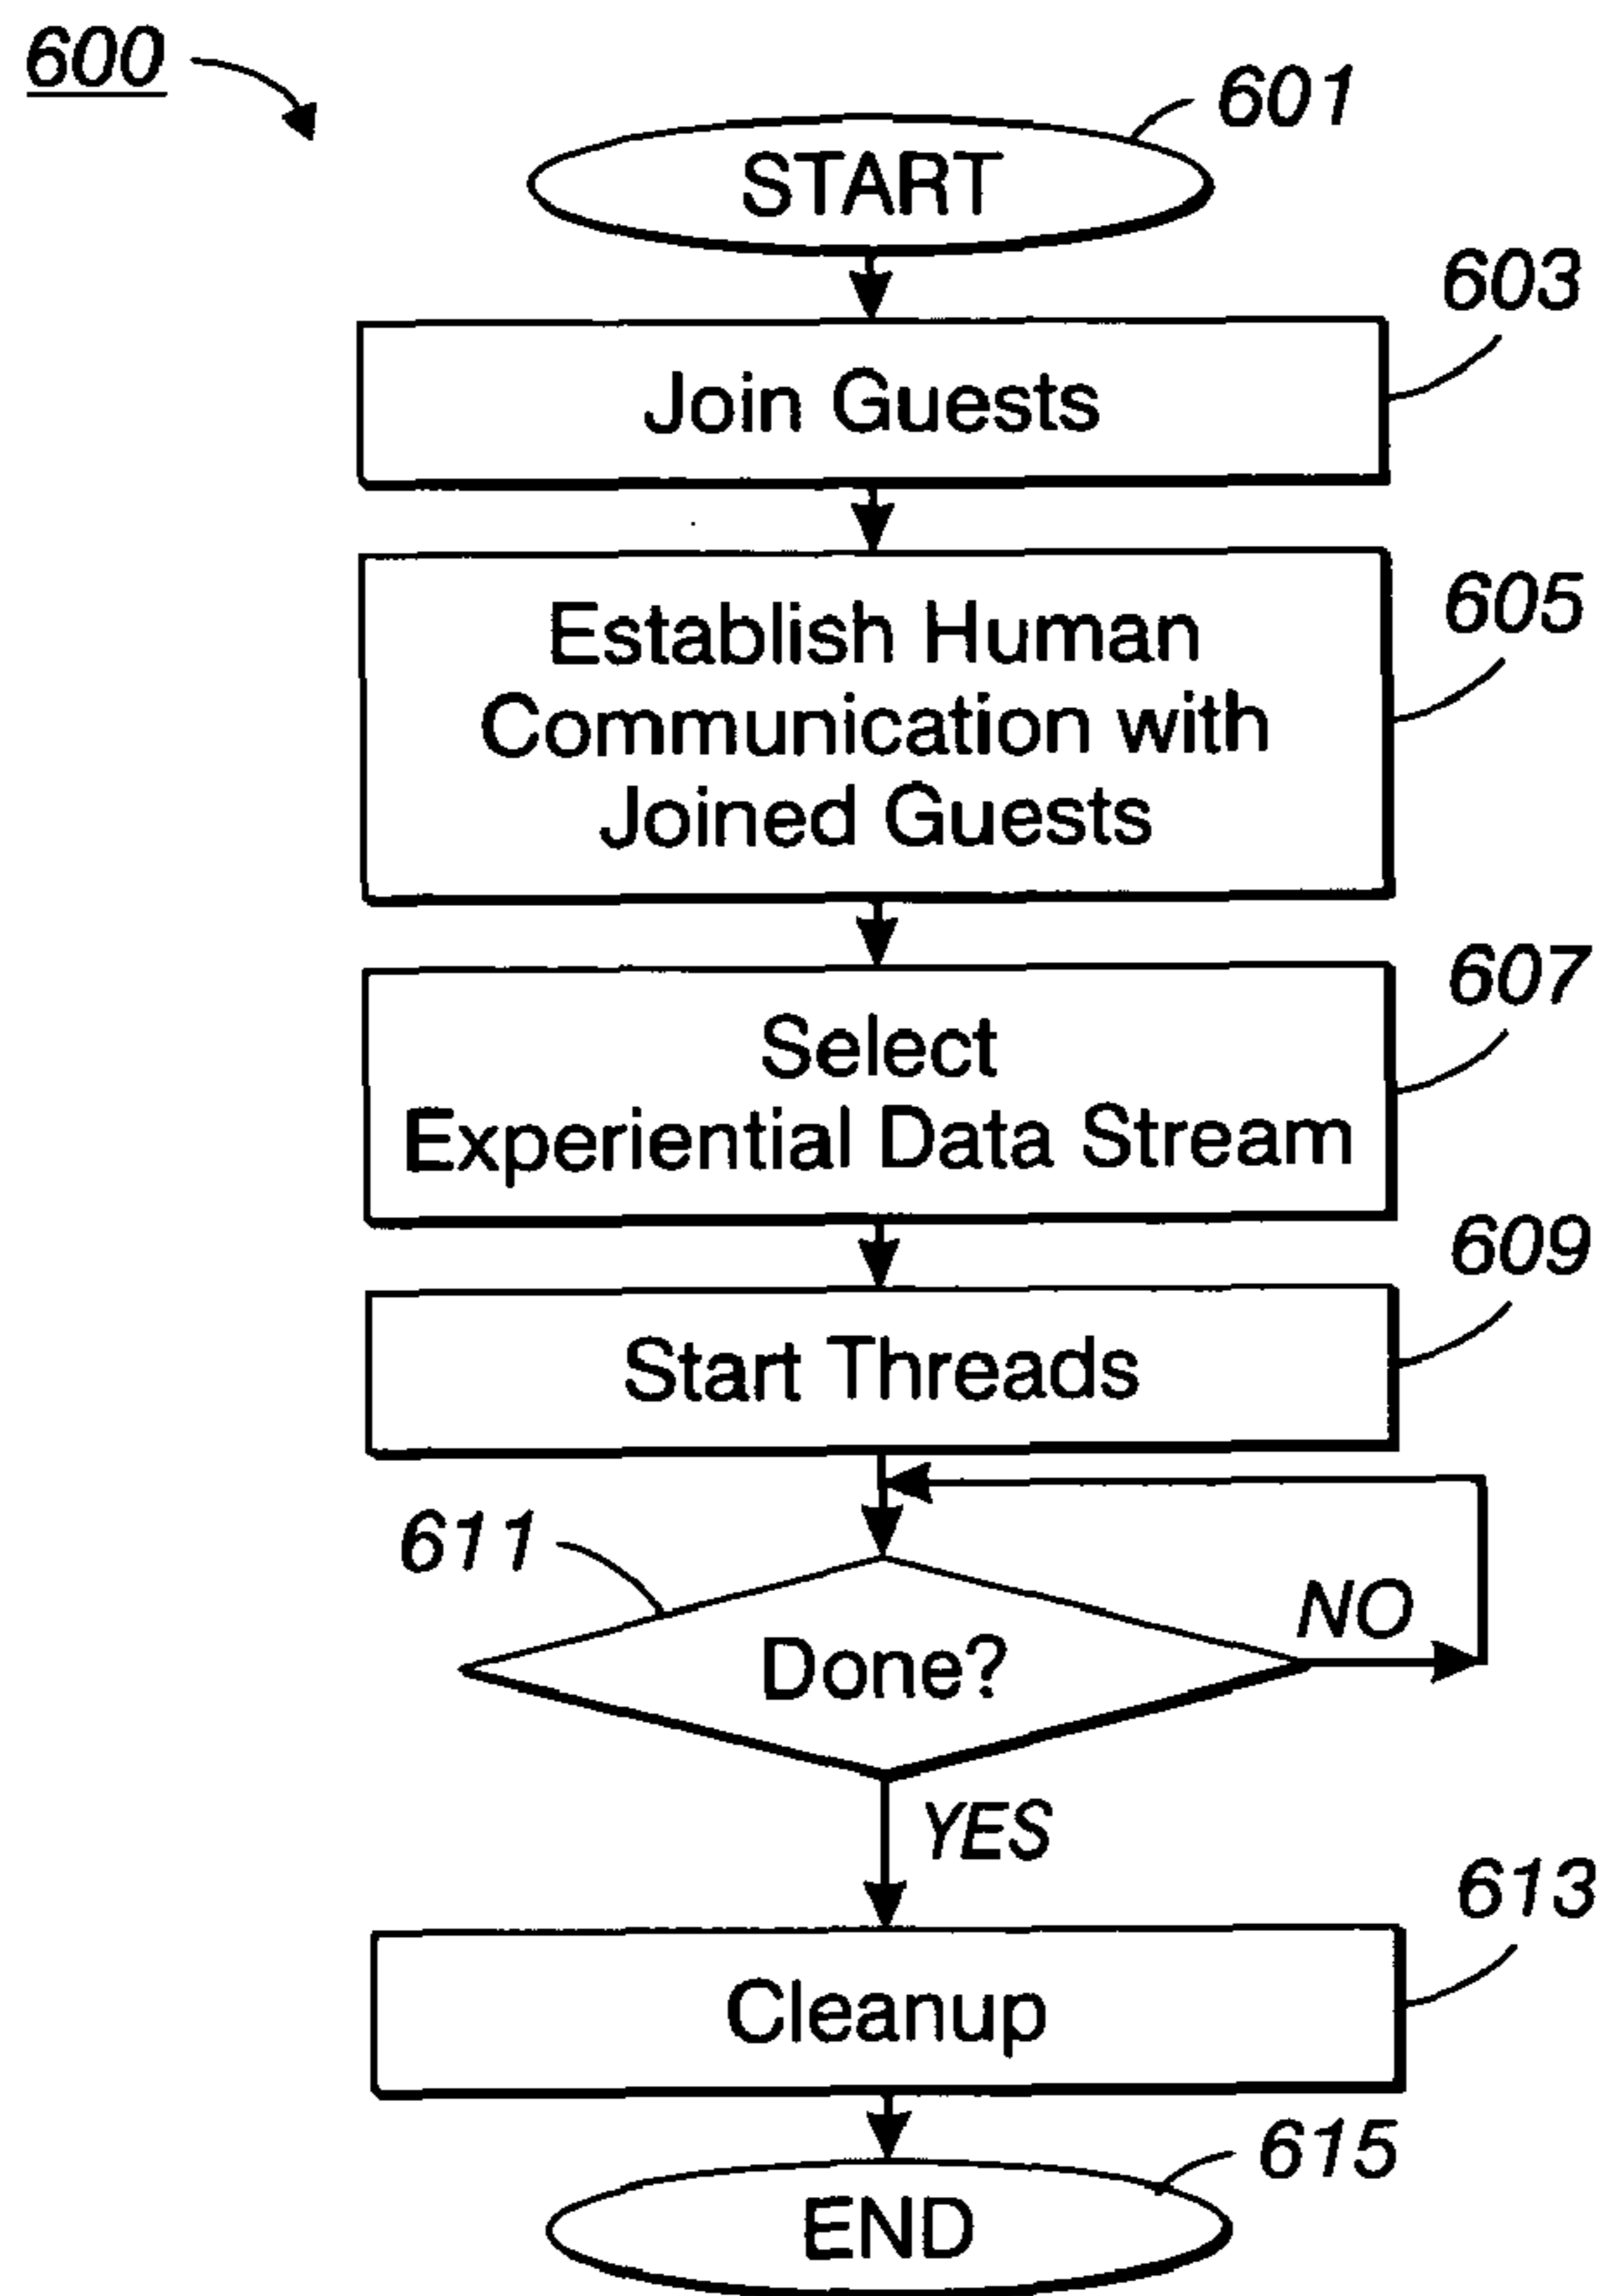 600
601
START
603
Join Guests
605
Establish Human
Communication with
Joined Guests
607
Select
Experiential Data Stream
609
Start Threads
611
NO
Done?
YES
613
Cleanup
615
END